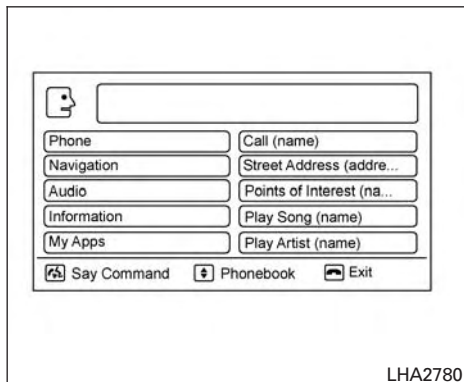 Phone
Call (name)
Navigation
Street Address (addre...
Audio
Points of Interest (na...
Information
Play Song (name)
My Apps
Play Artist (name)
Say Command Phonebook Exit
LHA2780